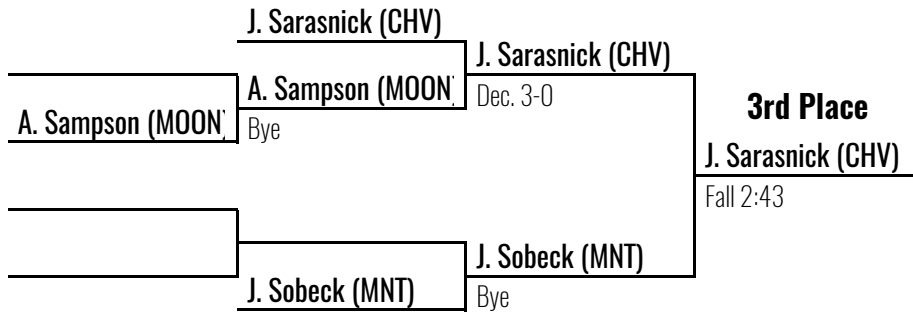 J. Sarasnick (CHV)
J. Sarasnick (CHV)
A. Sampson (MOON)
Dec. 3-0
3rd Place
A. Sampson (MOON)
Bye
J. Sarasnick (CHV)
Fall 2:43
J. Sobeck (MNT)
J. Sobeck (MNT)
Bye